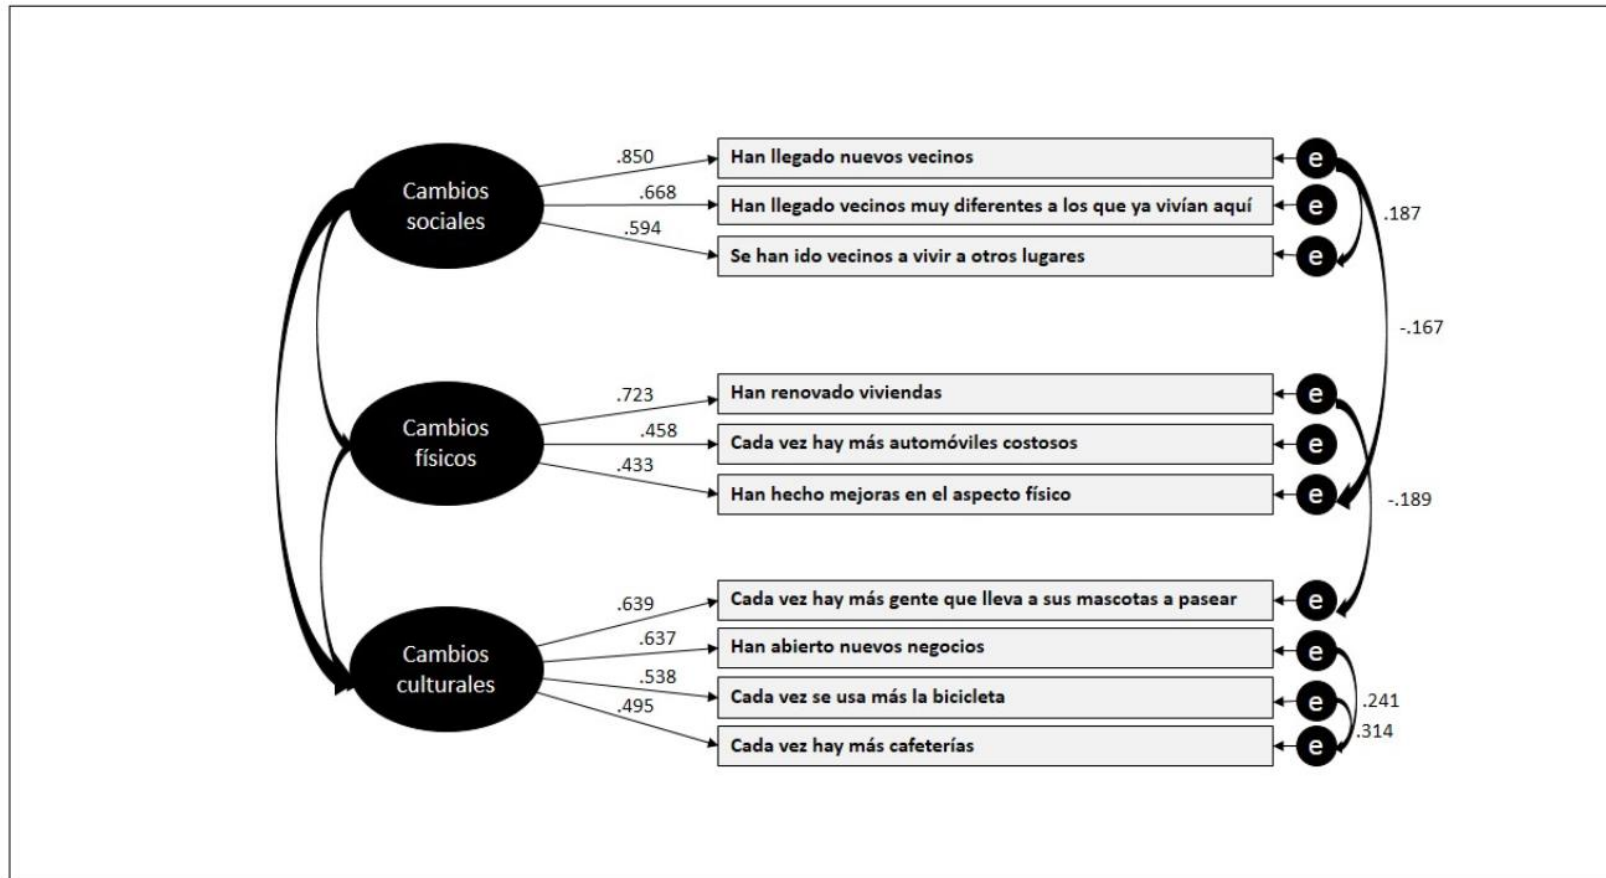 Cambios
sociales
.850
.668
.594
Han llegado nuevos vecinos
Han llegado vecinos muy diferentes a los que ya vivían aquí
Se han ido vecinos a vivir a otros lugares
e
e
e
.187
-.167
Cambios
físicos
.723
.458
.433
Han renovado viviendas
Cada vez hay más automóviles costosos
Han hecho mejoras en el aspecto físico
e
e
e
-.189
Cambios
culturales
.639
.637
.538
.495
Cada vez hay más gente que lleva a sus mascotas a pasear
Han abierto nuevos negocios
Cada vez se usa más la bicicleta
Cada vez hay más cafeterías
e
e
e
e
.241
.314